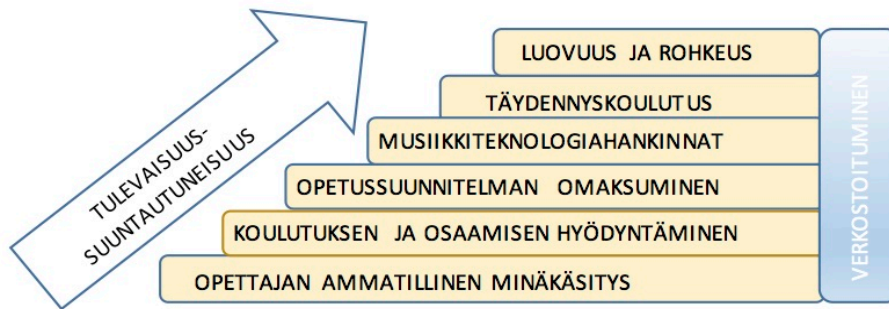 TULEVAISUUS-
SUUNTAUTUNEISUUS
LUOVUUS JA ROHKEUS
TÄYDENNYSKOULUTUS
MUSIIKKITEKNOLOGIAHANKINNAT
OPETUSSUUNNITELMAN OMAKSUMINEN
KOULUTUKSEN JA OSAAMISEN HYÖDYNTÄMINEN
OPETTAJAN AMMATILLINEN MINÄKÄSITYS
VERKOSTOITUMINEN